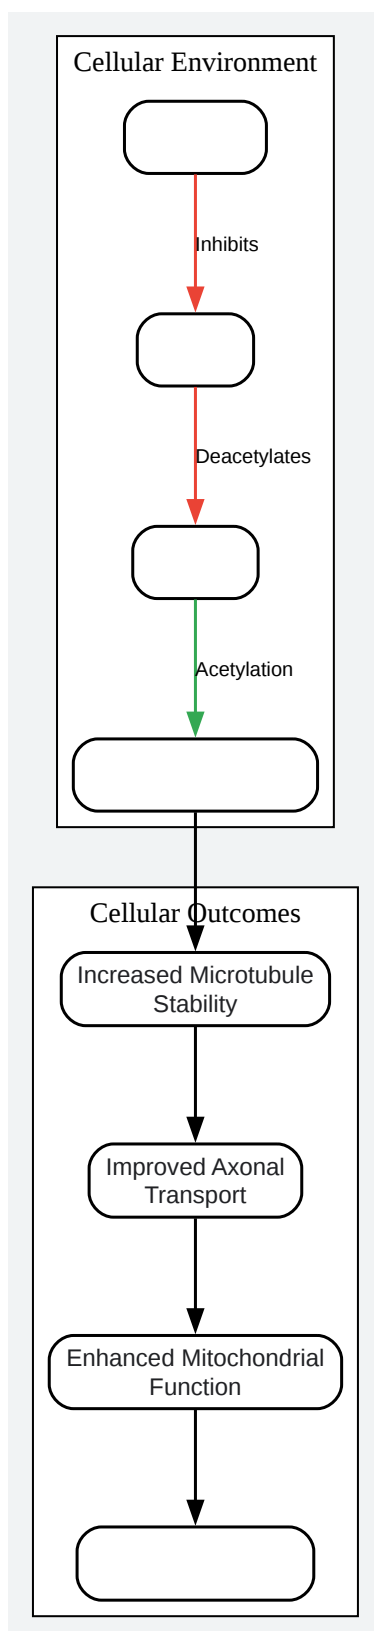 Cellular Environment
Inhibits
Deacetylates
Acetylation
Cellular Outcomes
Increased Microtubule
Stability
Improved Axonal
Transport
Enhanced Mitochondrial
Function